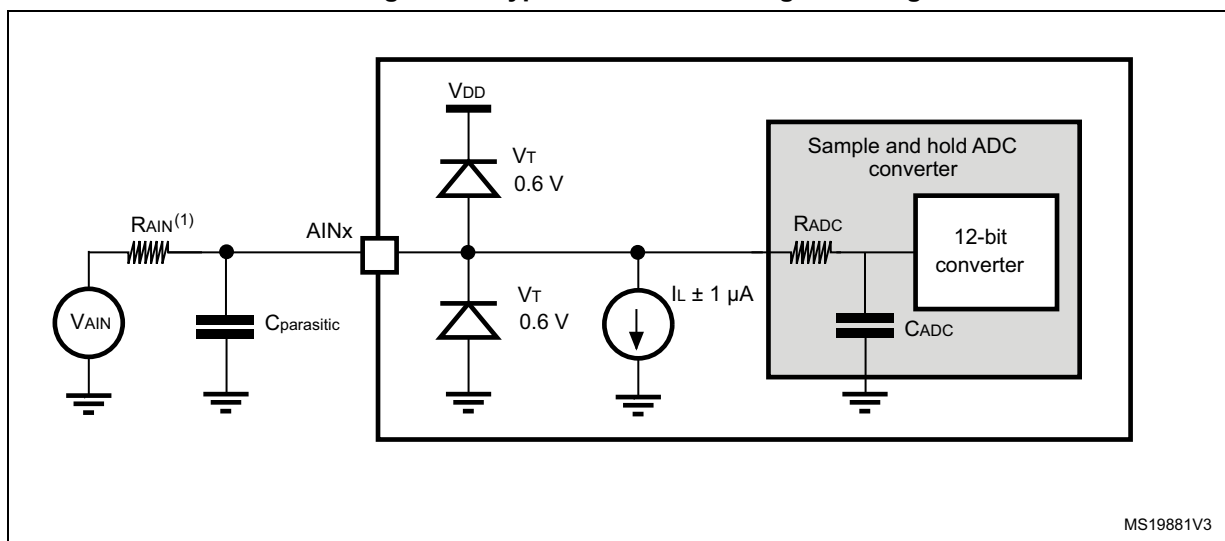 VDD
VT
0.6 V
Sample and hold ADC
converter
RAIN(1)
AINx
RADC
12-bit
converter
VT
0.6 V
IL ± 1 µA
VAIN
Cparasitic
CADC
MS19881V3